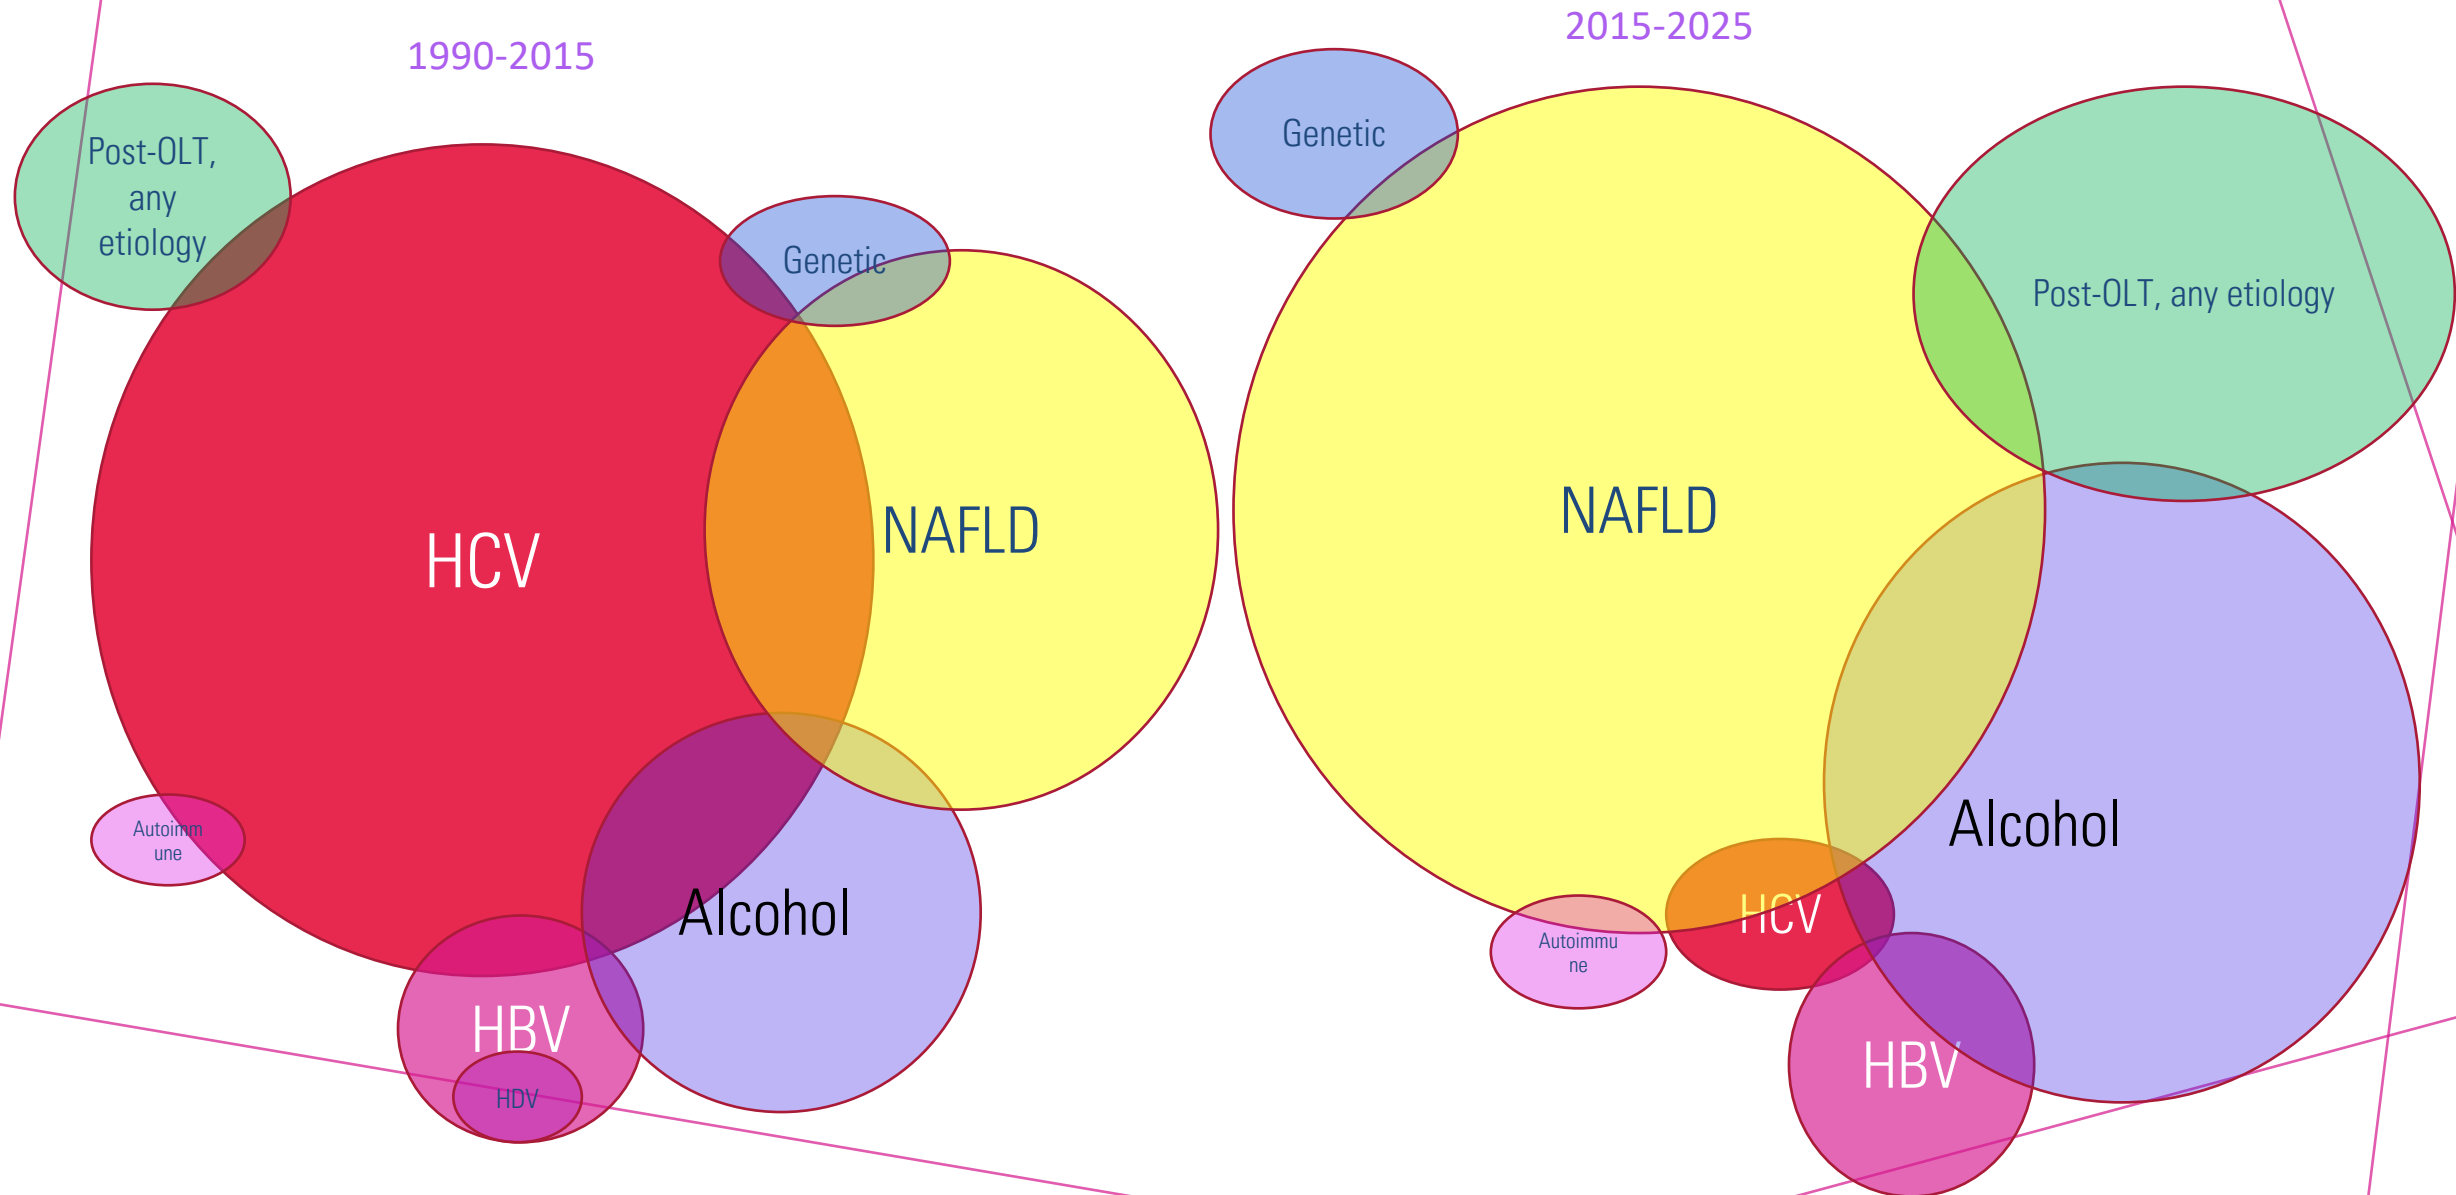 1990-2015
Post-OLT,
any
etiology
Genetic
HCV
NAFLD
Autoimm
une
Alcohol
HBV
HDV
2015-2025
Genetic
Post-OLT, any etiology
NAFLD
Alcohol
HCV
Autoimmu
ne
HBV